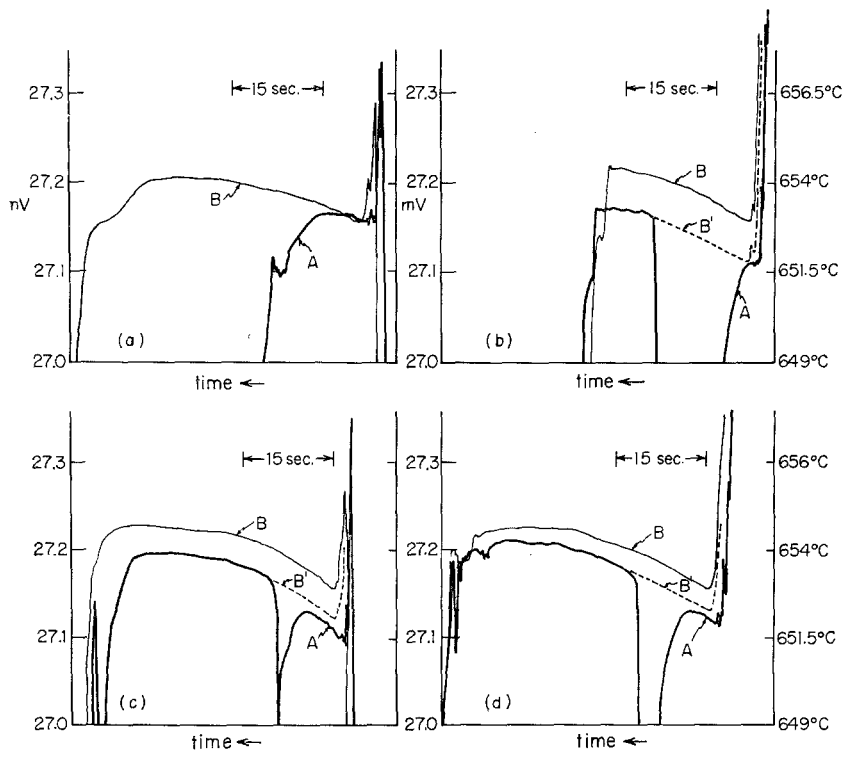 27.3
27.2
nV
27.1
27.0
15 sec.
B
A
(a)
time ←
27.3
27.2
mV
27.1
27.0
15 sec.
B
B'
A
(b)
656.5°C
654°C
651.5°C
649°C
time ←
27.3
27.2
27.1
27.0
15 sec.
B
B'
A
(c)
time ←
27.3
27.2
27.1
27.0
15 sec.
B
B'
A
(d)
656°C
654°C
651.5°C
649°C
time ←